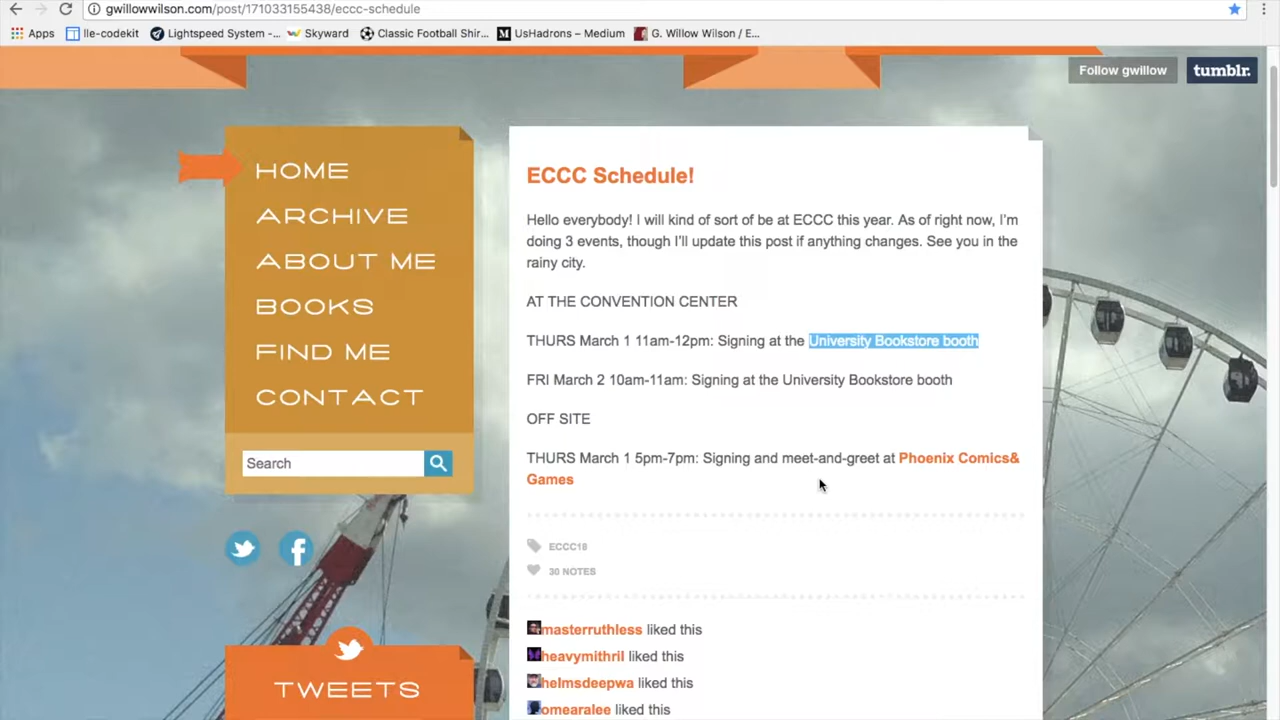 gwillowwilson.com/post/171033155438/eccc-schedule
Apps lle-codekit Lightspeed System -... Skyward Classic Football Shir... UsHadrons – Medium G. Willow Wilson / E...
Follow gwillow tumblr.
HOME
ARCHIVE
ABOUT ME
BOOKS
FIND ME
CONTACT
Search
TWEETS
ECCC Schedule!
Hello everybody! I will kind of sort of be at ECCC this year. As of right now, I'm
doing 3 events, though I'll update this post if anything changes. See you in the
rainy city.
AT THE CONVENTION CENTER
THURS March 1 11am-12pm: Signing at the University Bookstore booth
FRI March 2 10am-11am: Signing at the University Bookstore booth
OFF SITE
THURS March 1 5pm-7pm: Signing and meet-and-greet at Phoenix Comics&
Games
ECCC18
30 NOTES
masterruthless liked this
heavymithril liked this
helmsdeepwa liked this
omearalee liked this